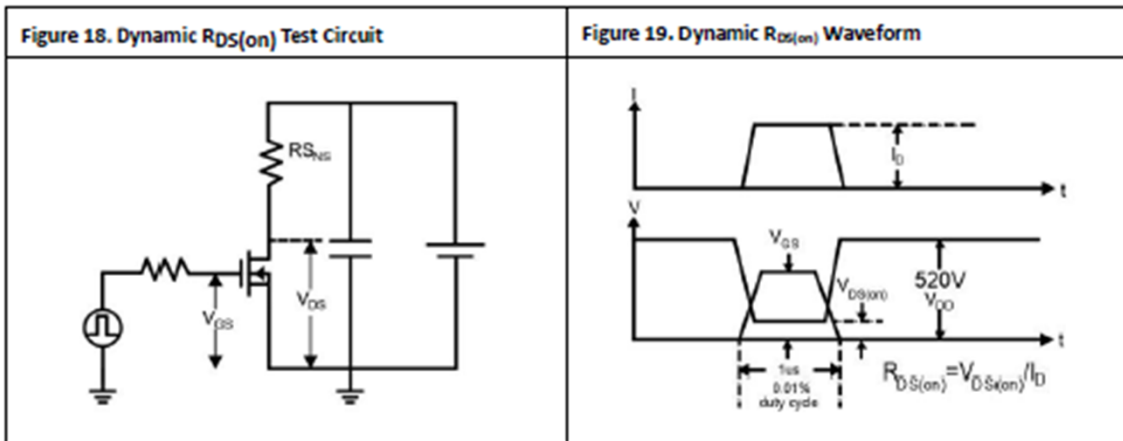 Figure 18. Dynamic RDS(on) Test Circuit
RSNS
VGS
VDS
Figure 19. Dynamic RDS(on) Waveform
I
ID
t
V
VGS
VDS(on)
520V
VDD
t
1us
0.01%
duty cycle
RDS(on)=VDS(on)/ID